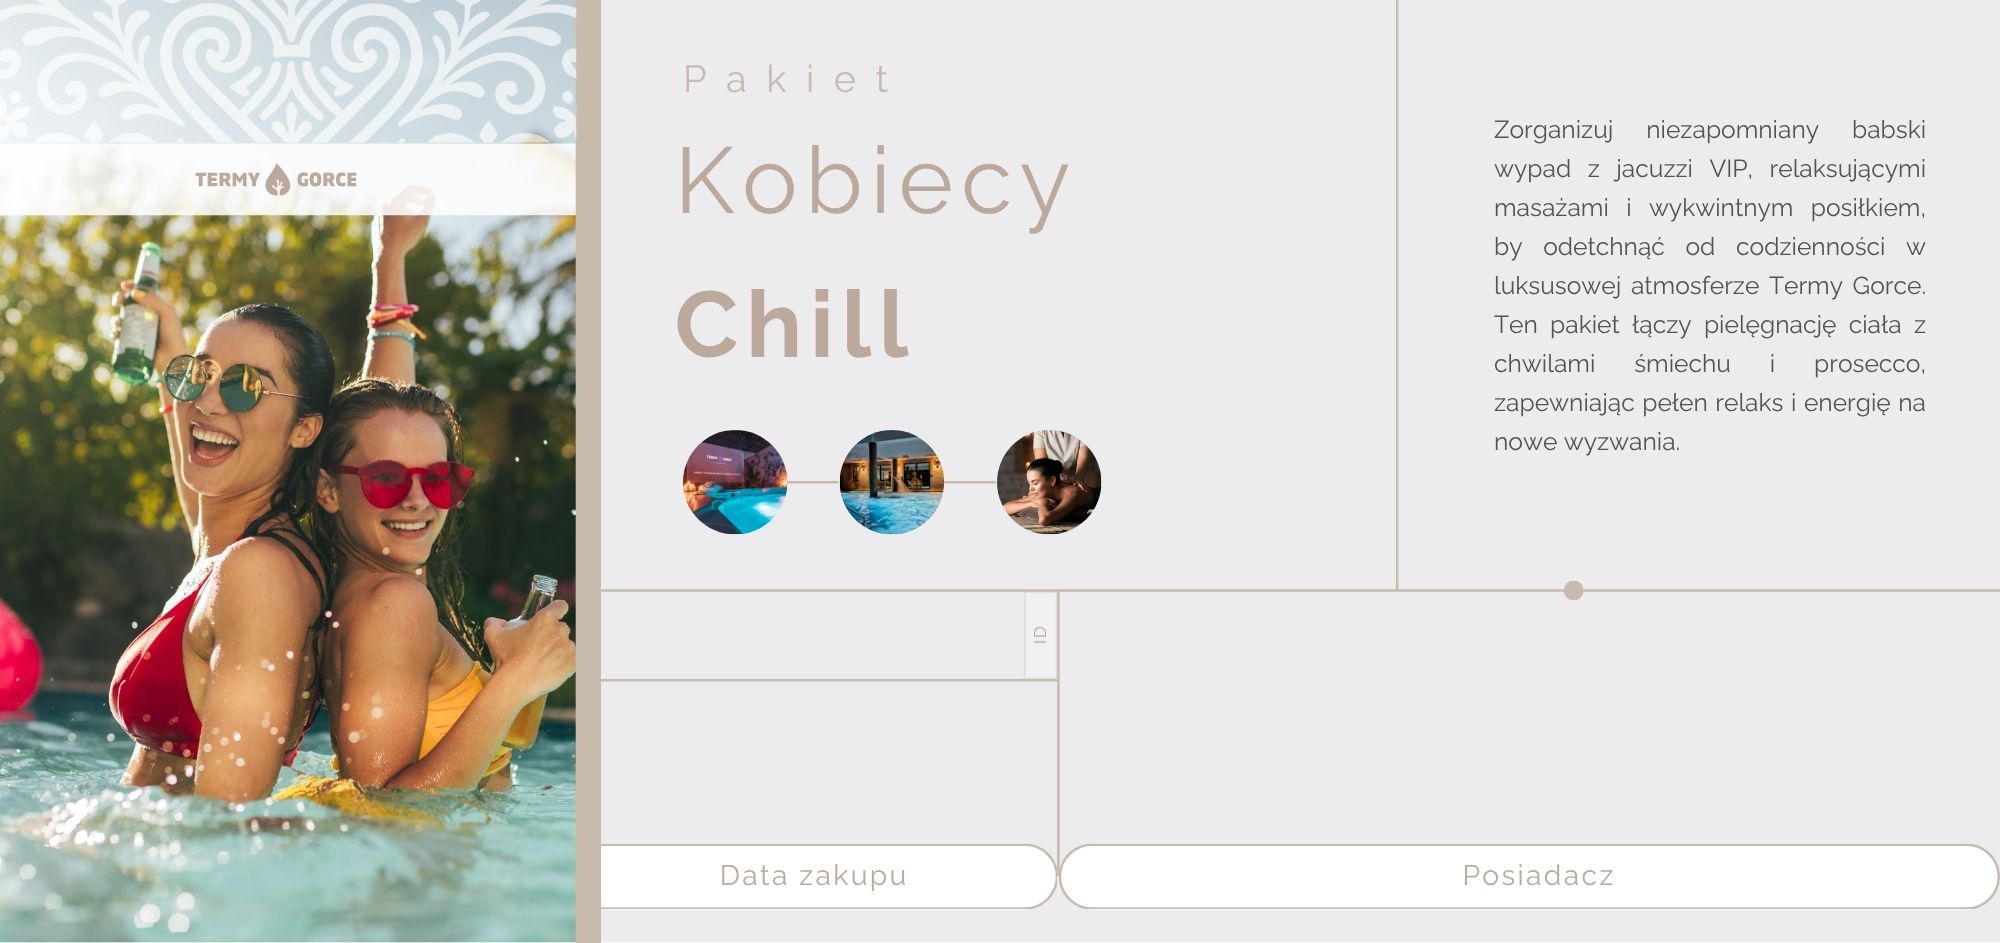 TERMY GORCE
Pakiet
Kobiecy
Chill
Zorganizuj niezapomniany babski
wypad z jacuzzi VIP, relaksującymi
masażami i wykwintnym posiłkiem,
by odetchnąć od codzienności w
luksusowej atmosferze Termy Gorce.
Ten pakiet łączy pielęgnację ciała z
chwilami śmiechu i prosecco,
zapewniając pełen relaks i energię na
nowe wyzwania.
ID
Data zakupu
Posiadacz